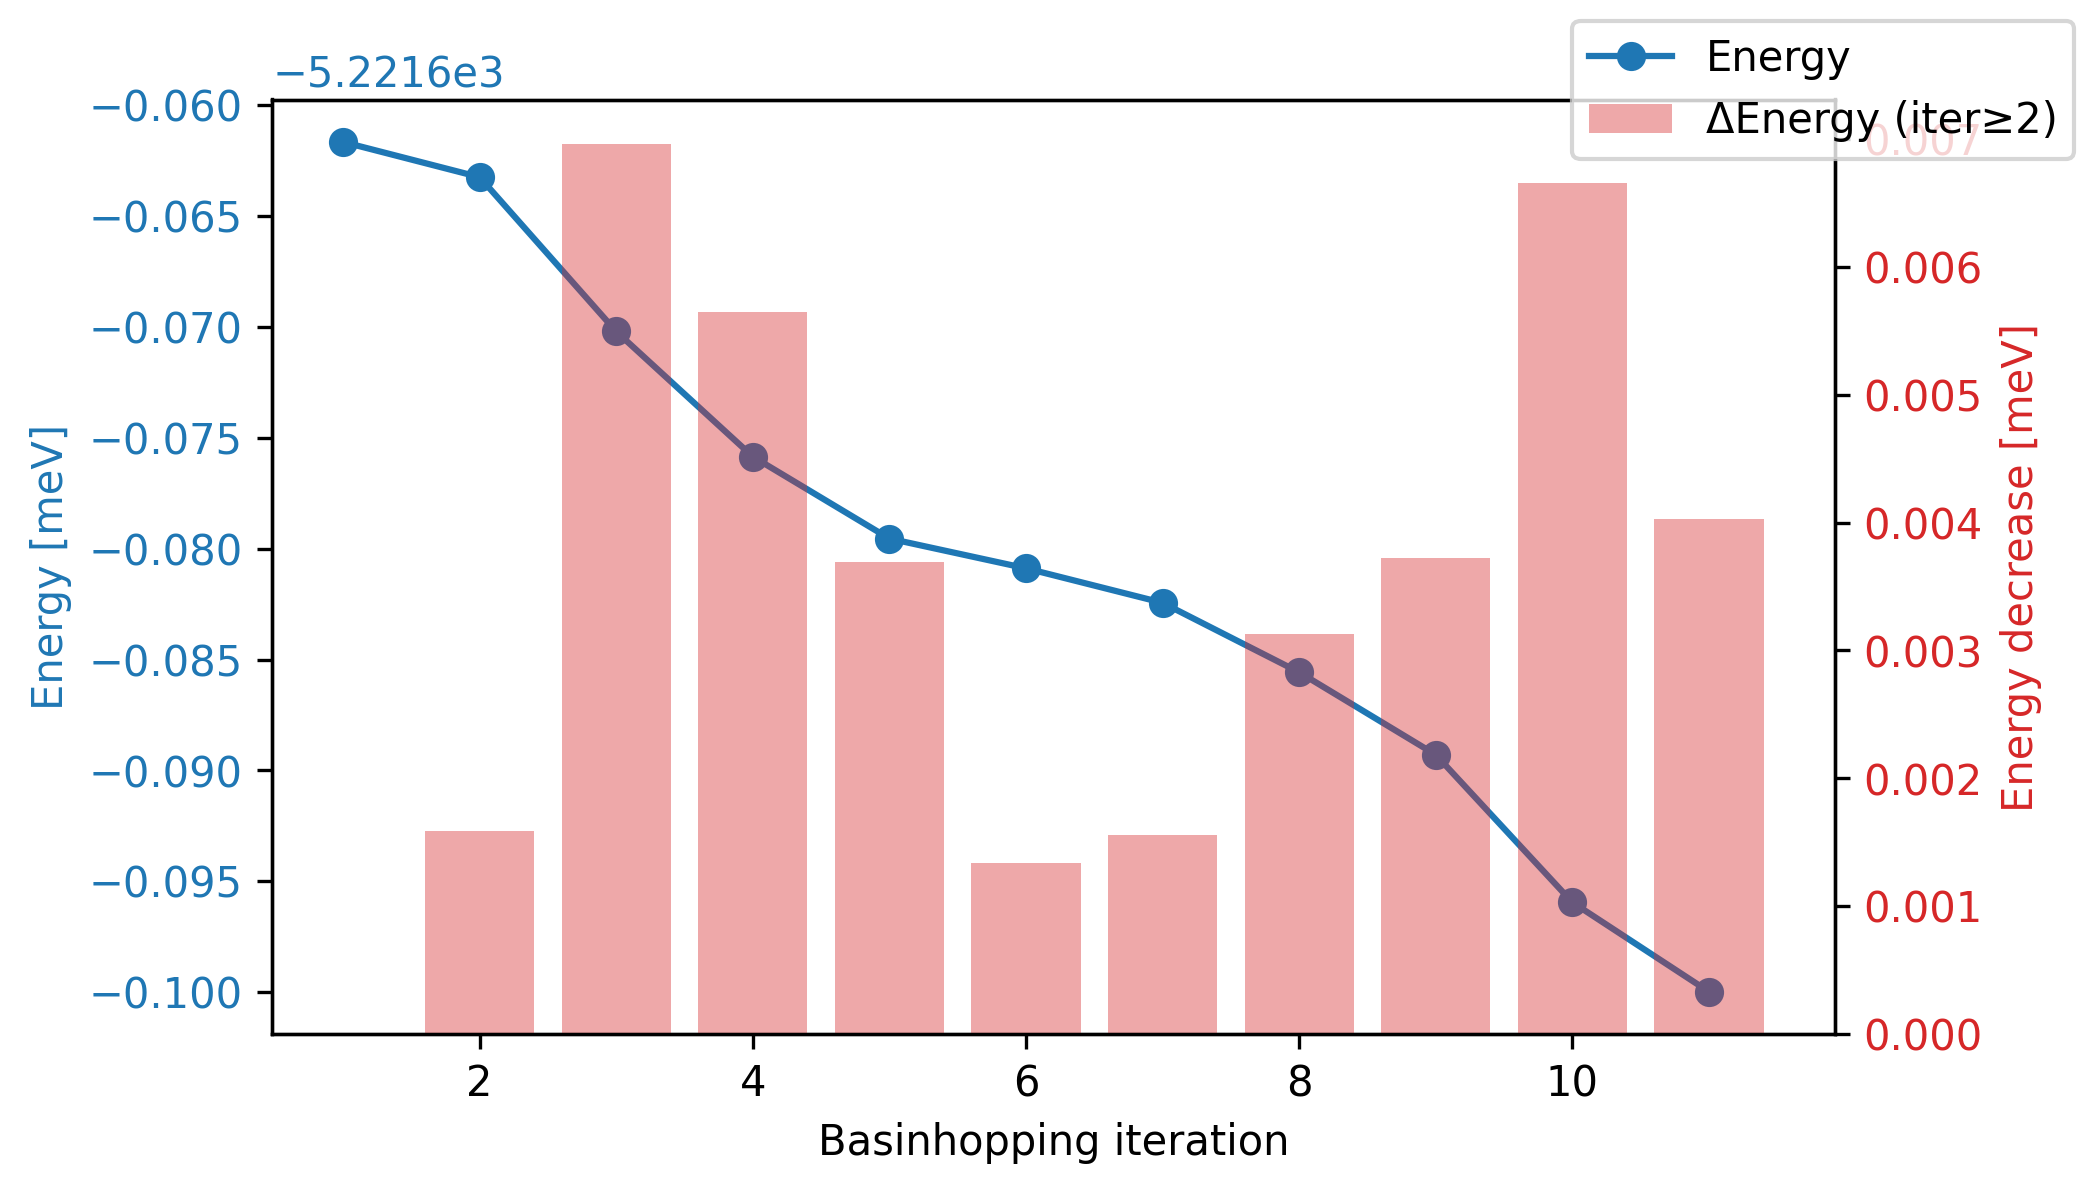 Energy
ΔEnergy (iter≥2)
−5.2216e3
−0.060
−0.065
−0.070
−0.075
−0.080
−0.085
−0.090
−0.095
−0.100
Energy [meV]
0.007
0.006
0.005
0.004
0.003
0.002
0.001
0.000
Energy decrease [meV]
2 4 6 8 10
Basinhopping iteration